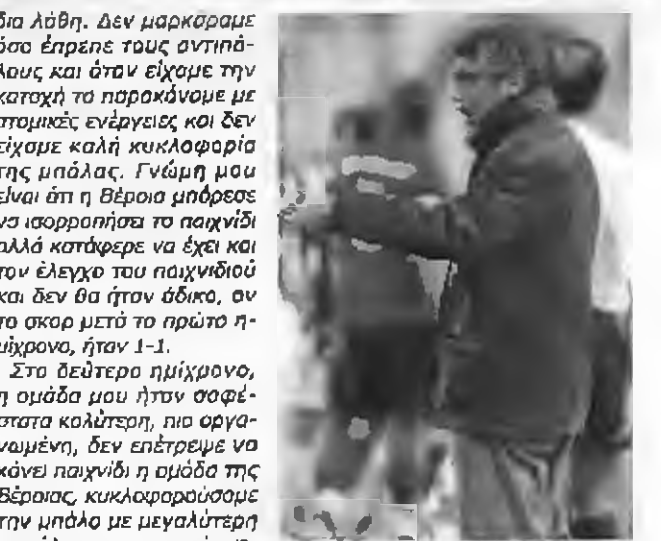 δια λάθη. Δεν μαρκάραμε
όσο έπρεπε τους αντιπά-
λους και όταν είχαμε την
κατοχή το παρακάναμε με
ατομικές ενέργειες και δεν
είχαμε καλή κυκλοφορία
της μπάλας. Γνώμη μου
είναι ότι η Βέροια μπόρεσε
να ισορροπήσει το παιχνίδι
αλλά κατάφερε να έχει και
τον έλεγχο του παιχνιδιού
και δεν θα ήταν άδικο, αν
το σκορ μετά το πρώτο η-
μίχρονο, ήταν 1-1.
Στο δεύτερο ημίχρονο,
η ομάδα μου ήταν σαφέ-
στατα καλύτερη, πιο οργα-
νωμένη, δεν επέτρεψε να
κάνει παιχνίδι η ομάδα της
Βέροιας, κυκλοφορούσαμε
την μπάλα με μεγαλύτερη